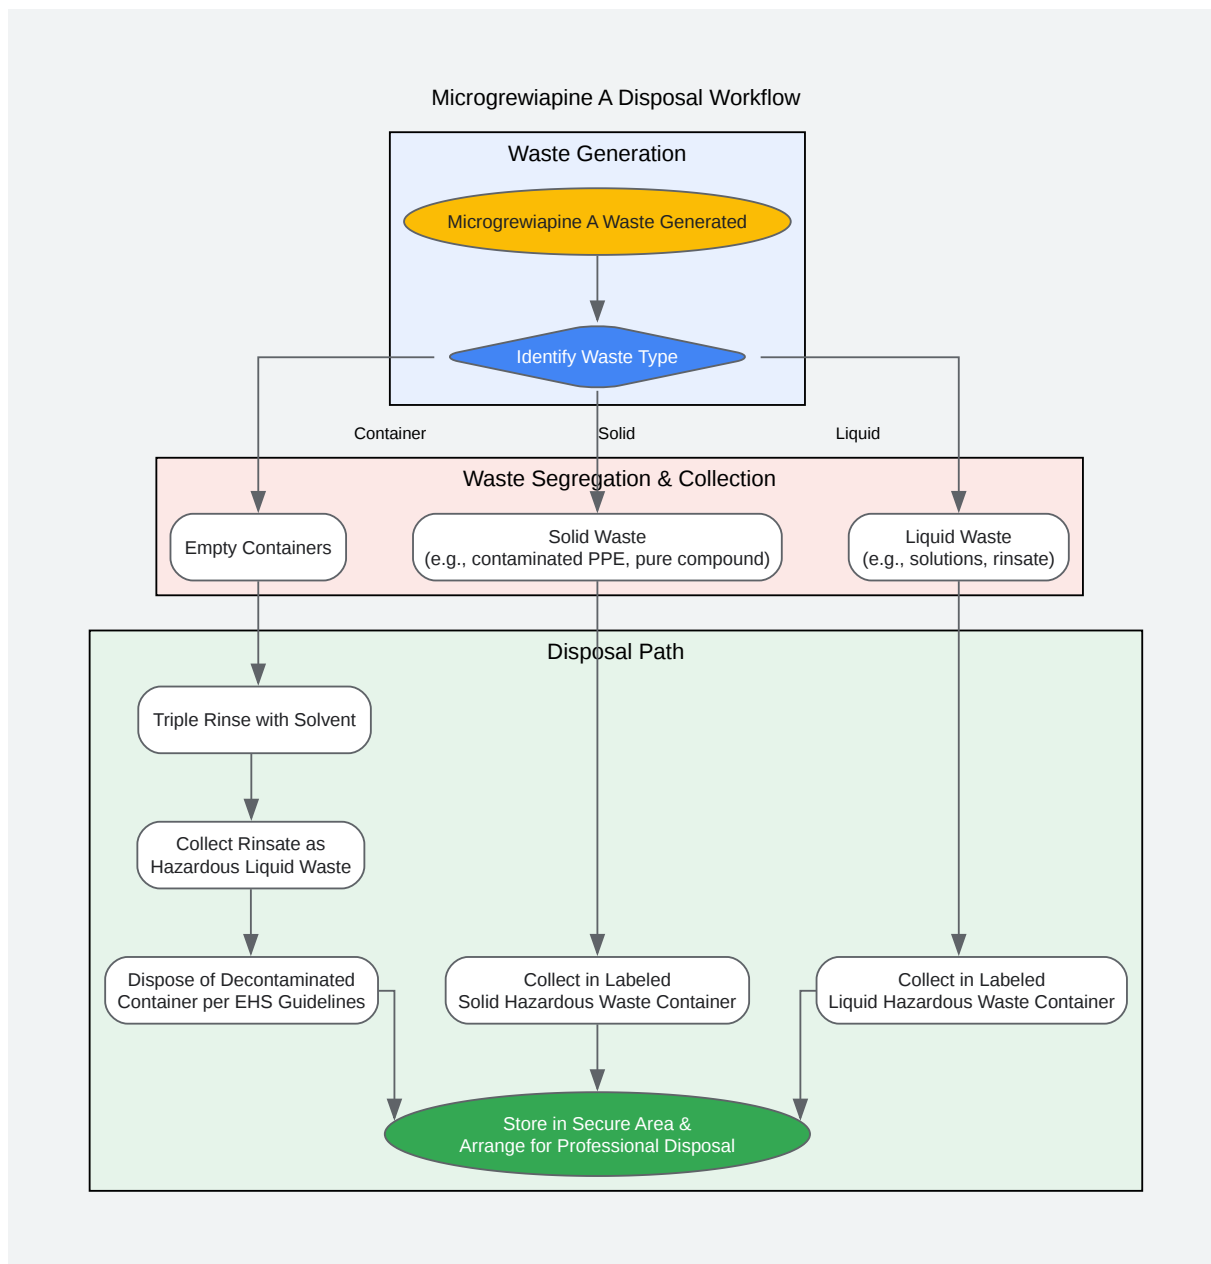 Microgrewiapine A Disposal Workflow
Waste Generation
Microgrewiapine A Waste Generated
Identify Waste Type
Container
Solid
Liquid
Waste Segregation & Collection
Empty Containers
Solid Waste
(e.g., contaminated PPE, pure compound)
Liquid Waste
(e.g., solutions, rinsate)
Disposal Path
Triple Rinse with Solvent
Collect Rinsate as
Hazardous Liquid Waste
Dispose of Decontaminated
Container per EHS Guidelines
Collect in Labeled
Solid Hazardous Waste Container
Collect in Labeled
Liquid Hazardous Waste Container
Store in Secure Area &
Arrange for Professional Disposal